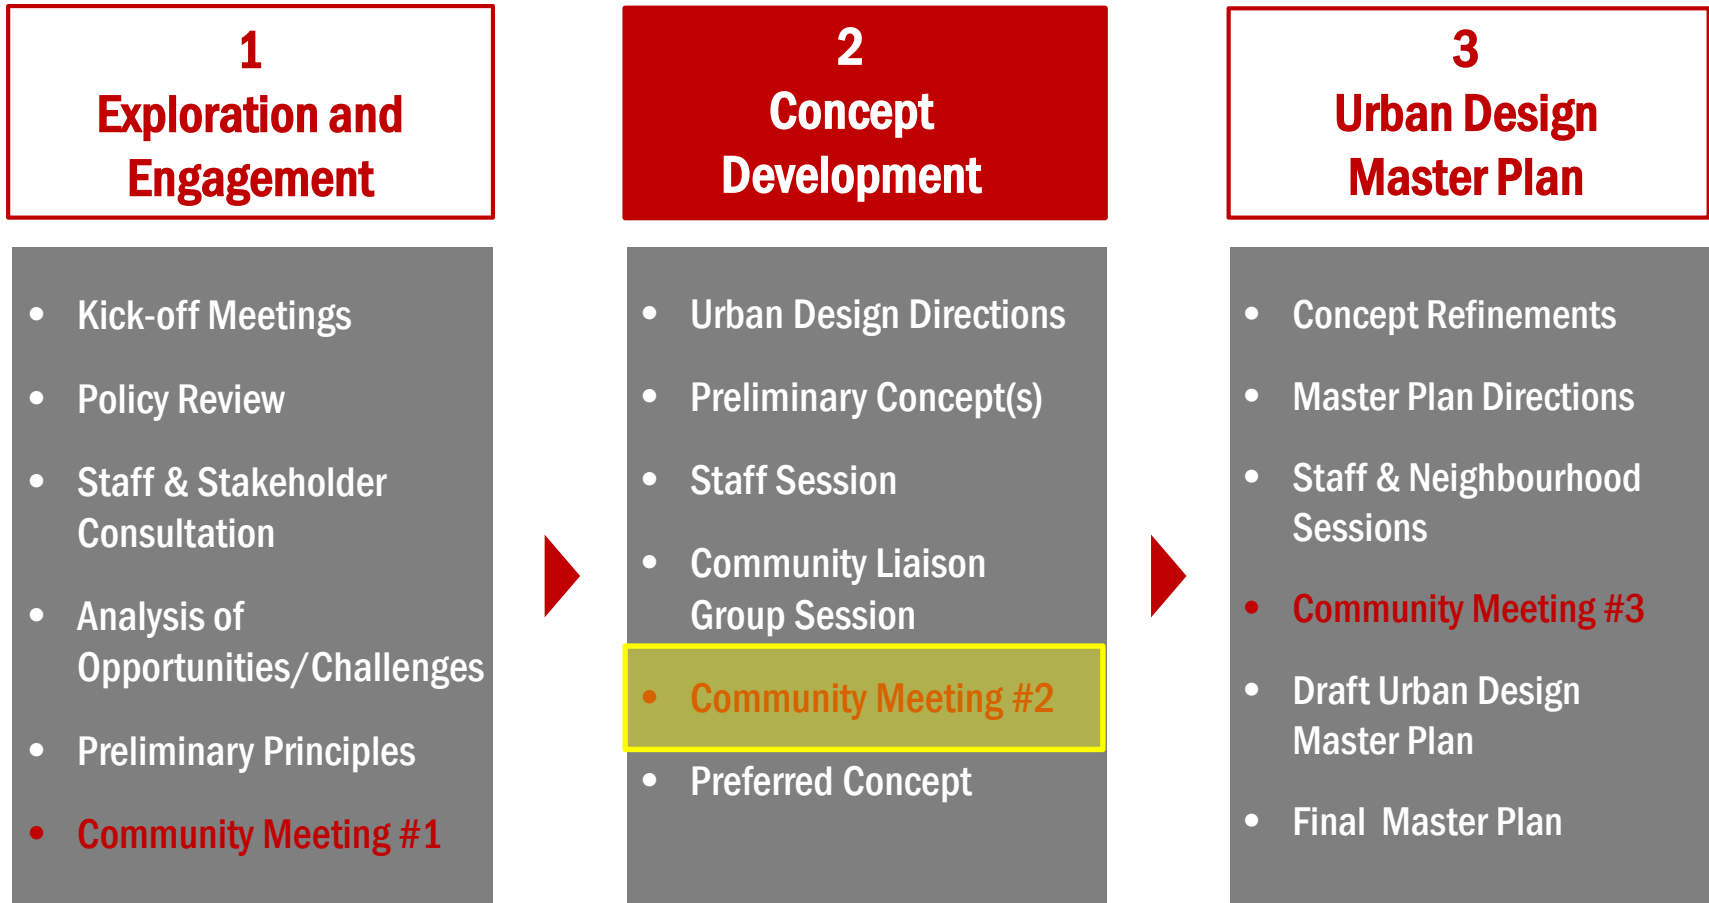 1
Exploration and
Engagement
• Kick-off Meetings
• Policy Review
• Staff & Stakeholder
Consultation
• Analysis of
Opportunities/Challenges
• Preliminary Principles
• Community Meeting #1
2
Concept
Development
• Urban Design Directions
• Preliminary Concept(s)
• Staff Session
• Community Liaison
Group Session
• Community Meeting #2
• Preferred Concept
3
Urban Design
Master Plan
• Concept Refinements
• Master Plan Directions
• Staff & Neighbourhood
Sessions
• Community Meeting #3
• Draft Urban Design
Master Plan
• Final Master Plan